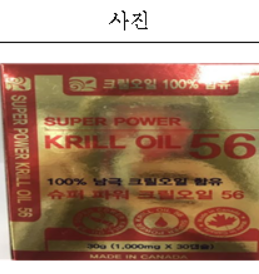 사진
크릴오일 100% 함유
SUPER POWER
KRILL OIL 56
100% 남극 크릴오일 함유
슈퍼 파워 크릴오일 56
30g (1,000mg X 30캡슐)
MADE IN CANADA
SUPER POWER KRILL OIL 56